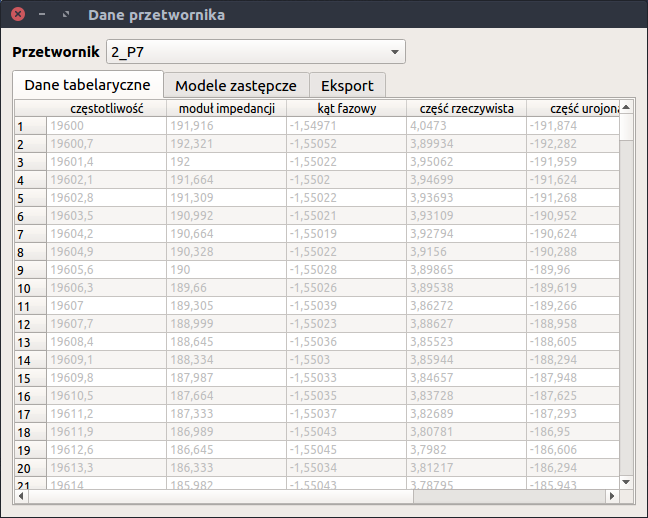 Dane przetwornika
Przetwornik 2_P7
Dane tabelaryczne Modele zastępcze Eksport
częstotliwość moduł impedancji kąt fazowy część rzeczywista część urojona
1 19600 191,916 -1,54971 4,0473 -191,874
2 19600,7 192,321 -1,55052 3,89934 -192,282
3 19601,4 192 -1,55022 3,95062 -191,959
4 19602,1 191,664 -1,5502 3,94699 -191,624
5 19602,8 191,309 -1,55022 3,93693 -191,268
6 19603,5 190,992 -1,55021 3,93109 -190,952
7 19604,2 190,664 -1,55019 3,92794 -190,624
8 19604,9 190,328 -1,55022 3,9156 -190,288
9 19605,6 190 -1,55028 3,89865 -189,96
10 19606,3 189,66 -1,55026 3,89538 -189,619
11 19607 189,305 -1,55039 3,86272 -189,266
12 19607,7 188,999 -1,55023 3,88627 -188,958
13 19608,4 188,645 -1,55036 3,85523 -188,605
14 19609,1 188,334 -1,5503 3,85944 -188,294
15 19609,8 187,987 -1,55033 3,84657 -187,948
16 19610,5 187,664 -1,55035 3,83728 -187,625
17 19611,2 187,333 -1,55037 3,82689 -187,293
18 19611,9 186,989 -1,55043 3,80781 -186,95
19 19612,6 186,645 -1,55045 3,7982 -186,606
20 19613,3 186,333 -1,55034 3,81217 -186,294
21 19614 185,982 -1,55043 3,78795 -185,943